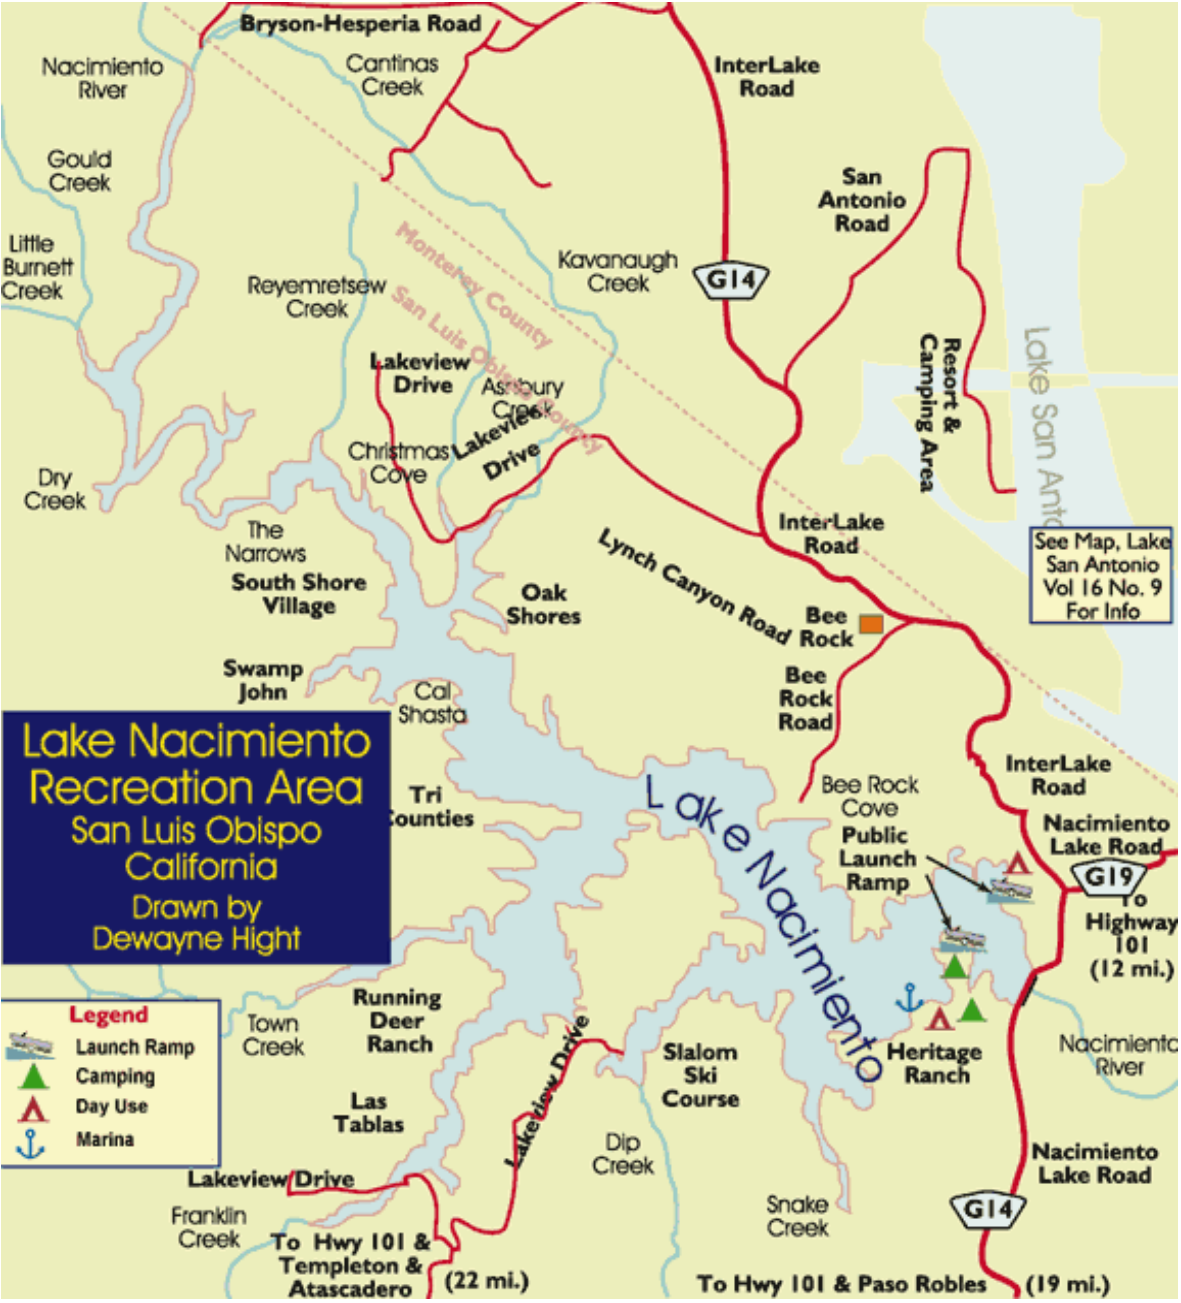 Bryson-Hesperia Road
Nacimiento
River
Cantinas
Creek
InterLake
Road
Gould
Creek
San
Antonio
Road
Little
Burnett
Creek
Reyemretsew
Creek
Monterey County
San Luis Obispo County
Kavanaugh
Creek
G14
Lakeview
Drive
Asbury
Creek
Lakeview
Drive
Resort &
Camping Area
Lake San Anto
Christmas
Cove
Dry
Creek
The
Narrows
South Shore
Village
Oak
Shores
Lynch Canyon Road
InterLake
Road
See Map, Lake
San Antonio
Vol 16 No. 9
For Info
Bee
Rock
Bee
Rock
Road
Swamp
John
Cal
Shasta
Lake Nacimiento
Recreation Area
San Luis Obispo
California
Drawn by
Dewayne Hight
Tri
Counties
Lake Nacimiento
InterLake
Road
Bee Rock
Cove
Public
Launch
Ramp
Nacimiento
Lake Road
G19
To
Highway
101
(12 mi.)
Legend
Launch Ramp
Camping
Day Use
Marina
Town
Creek
Running
Deer
Ranch
Lakeview Drive
Slalom
Ski
Course
Heritage
Ranch
Nacimiento
River
Las
Tablas
Dip
Creek
Nacimiento
Lake Road
Lakeview Drive
Franklin
Creek
Snake
Creek
G14
To Hwy 101 &
Templeton &
Atascadero
(22 mi.)
To Hwy 101 & Paso Robles
(19 mi.)